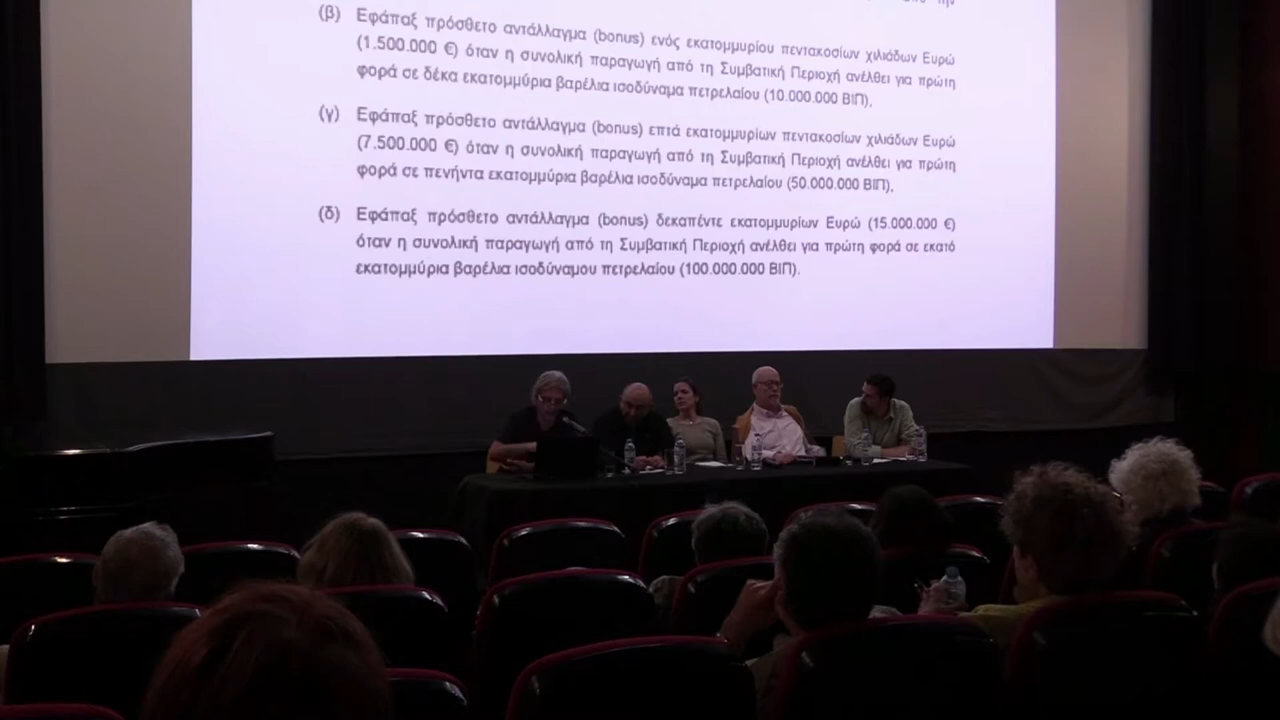 (β) Εφάπαξ πρόσθετο αντάλλαγμα (bonus) ενός εκατομμυρίου πεντακοσίων χιλιάδων Ευρώ
(1.500.000 €) όταν η συνολική παραγωγή από τη Συμβατική Περιοχή ανέλθει για πρώτη
φορά σε δέκα εκατομμύρια βαρέλια ισοδύναμα πετρελαίου (10.000.000 ΒΙΠ),
(γ) Εφάπαξ πρόσθετο αντάλλαγμα (bonus) επτά εκατομμυρίων πεντακοσίων χιλιάδων Ευρώ
(7.500.000 €) όταν η συνολική παραγωγή από τη Συμβατική Περιοχή ανέλθει για πρώτη
φορά σε πενήντα εκατομμύρια βαρέλια ισοδύναμα πετρελαίου (50.000.000 ΒΙΠ),
(δ) Εφάπαξ πρόσθετο αντάλλαγμα (bonus) δεκαπέντε εκατομμυρίων Ευρώ (15.000.000 €)
όταν η συνολική παραγωγή από τη Συμβατική Περιοχή ανέλθει για πρώτη φορά σε εκατό
εκατομμύρια βαρέλια ισοδύναμου πετρελαίου (100.000.000 ΒΙΠ).